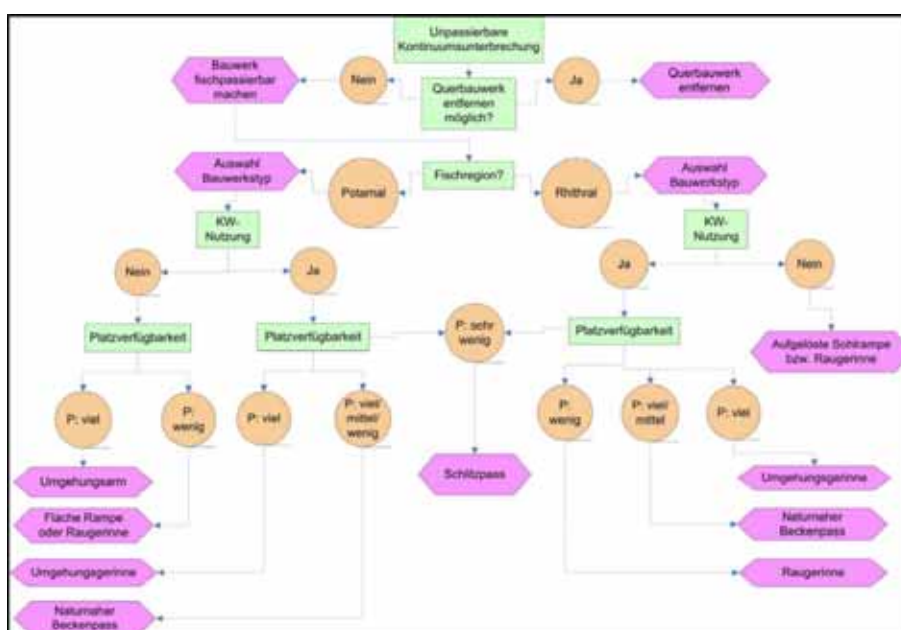 Unpassierbare
Kontinuumsunterbrechung
Bauwerk
fischpassierbar
machen
Nein
Querbauwerk
entfernen
möglich?
Ja
Querbauwerk
entfernen
Auswahl
Bauwerkstyp
Potamal
Fischregion?
Rhithral
Auswahl
Bauwerkstyp
KW-
Nutzung
KW-
Nutzung
Nein
Ja
Ja
Nein
Platzverfügbarkeit
Platzverfügbarkeit
P: sehr
wenig
Platzverfügbarkeit
Aufgelöste Sohlrampe
bzw. Raugerinne
P: viel
P:
wenig
P: viel
P: viel/
mittel/
wenig
P:
wenig
P: viel/
mittel
P: viel
Umgehungsarm
Schlitzpass
Umgehungsgerinne
Flache Rampe
oder Raugerinne
Naturnaher
Beckenpass
Umgehungsgerinne
Raugerinne
Naturnaher
Beckenpass